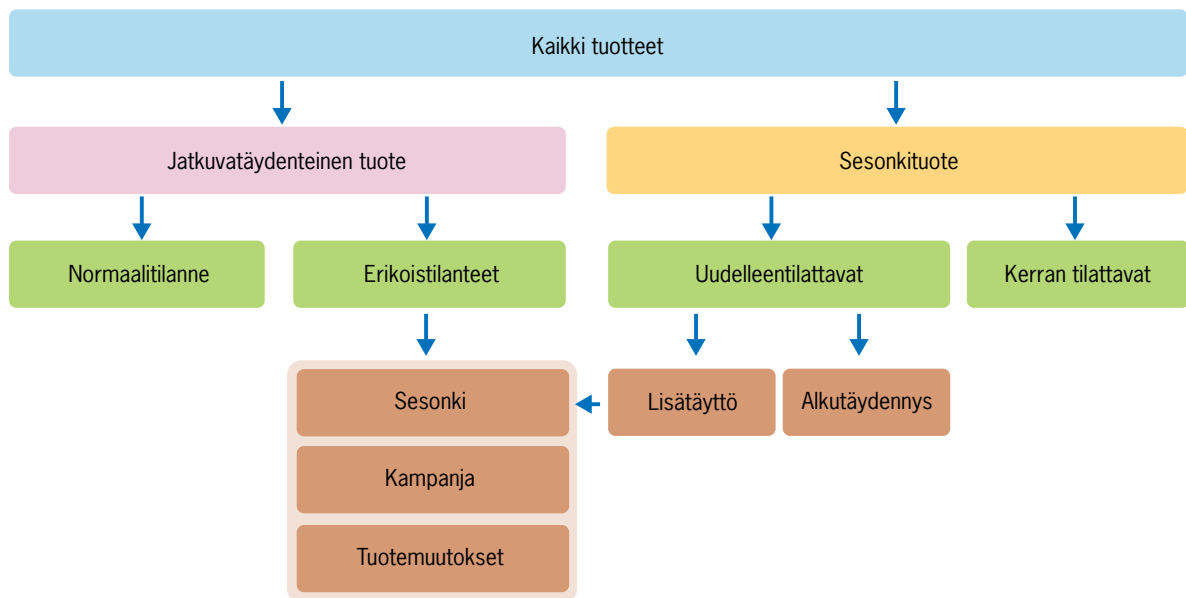 Kaikki tuotteet
Jatkuvatäydenteinen tuote
Sesonkituote
Normaalitilanne
Erikoistilanteet
Uudelleentilattavat
Kerran tilattavat
Sesonki
Lisätäyttö
Alkutäydennys
Kampanja
Tuotemuutokset